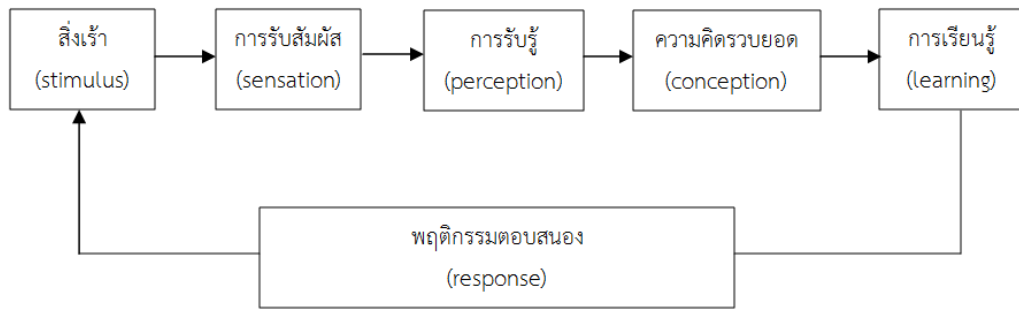 สิ่งเร้า
(stimulus)
การรับสัมผัส
(sensation)
การรับรู้
(perception)
ความคิดรวบยอด
(conception)
การเรียนรู้
(learning)
พฤติกรรมตอบสนอง
(response)